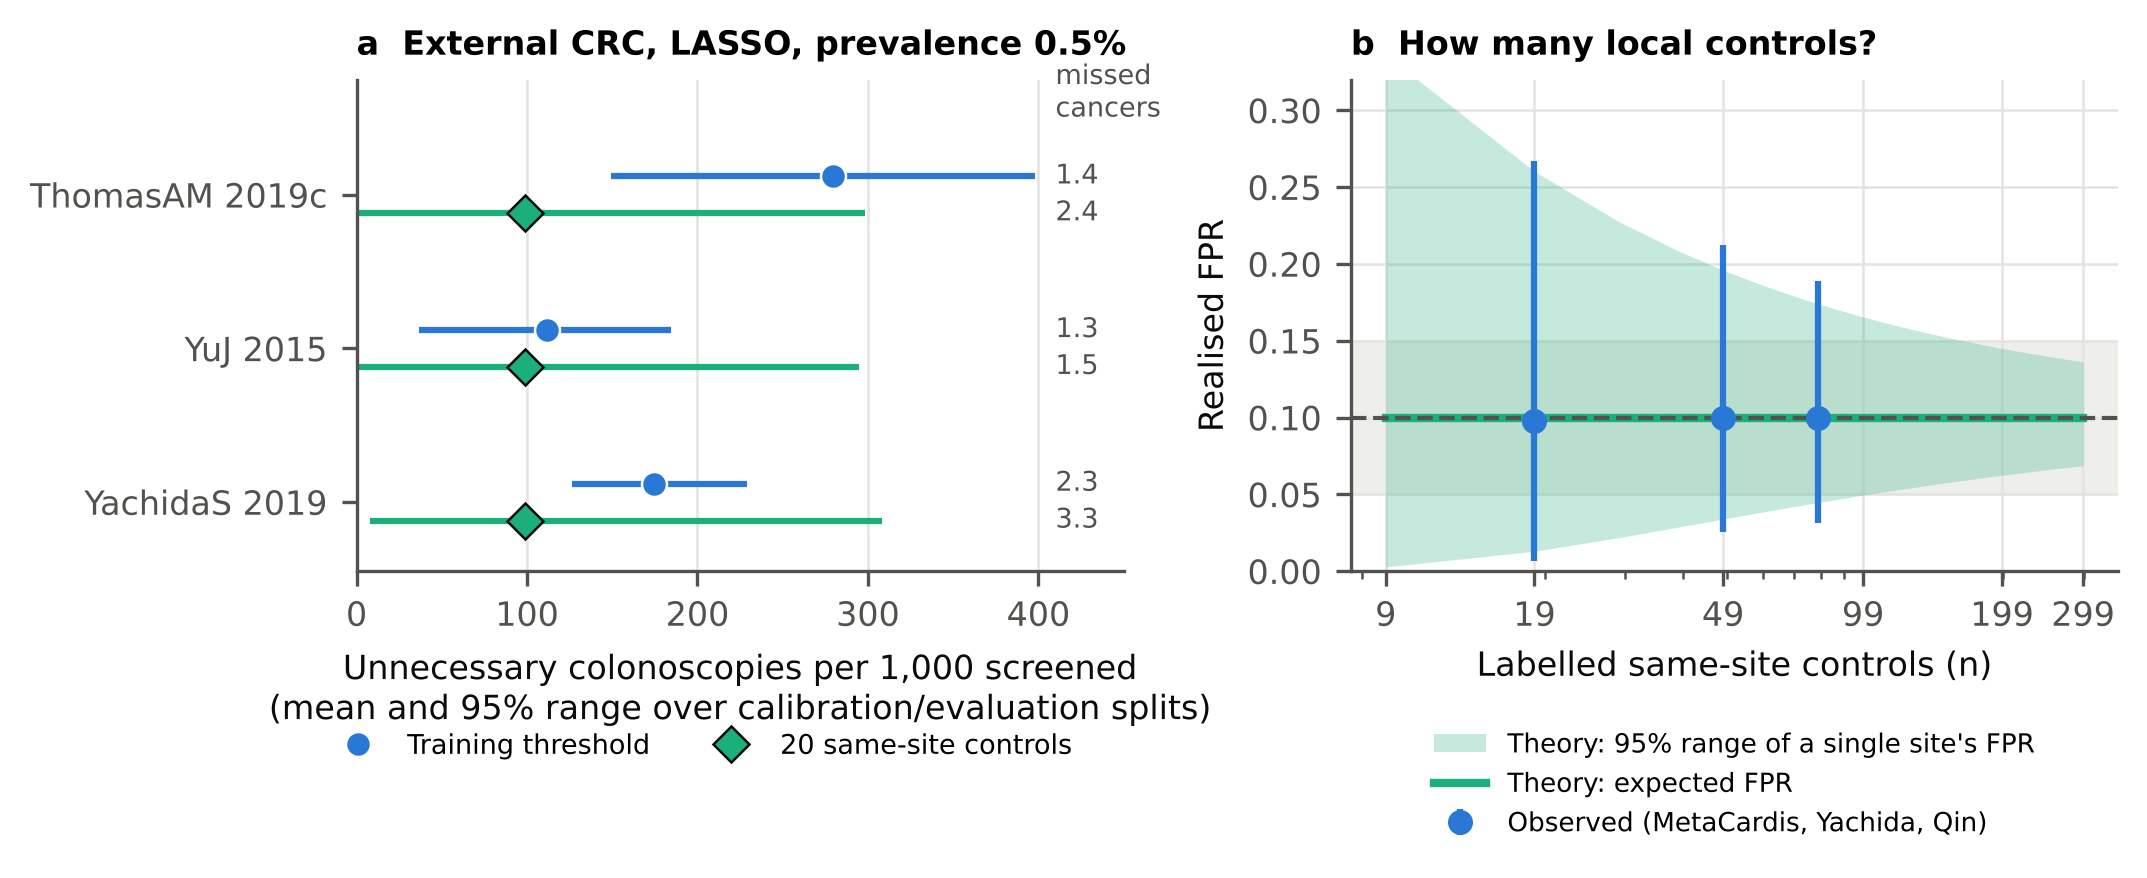 a External CRC, LASSO, prevalence 0.5%
missed
cancers
ThomasAM 2019c
1.4
2.4
YuJ 2015
1.3
1.5
YachidaS 2019
2.3
3.3
0 100 200 300 400
Unnecessary colonoscopies per 1,000 screened
(mean and 95% range over calibration/evaluation splits)
Training threshold
20 same-site controls
b How many local controls?
Realised FPR
0.30
0.25
0.20
0.15
0.10
0.05
0.00
9 19 49 99 199 299
Labelled same-site controls (n)
Theory: 95% range of a single site's FPR
Theory: expected FPR
Observed (MetaCardis, Yachida, Qin)